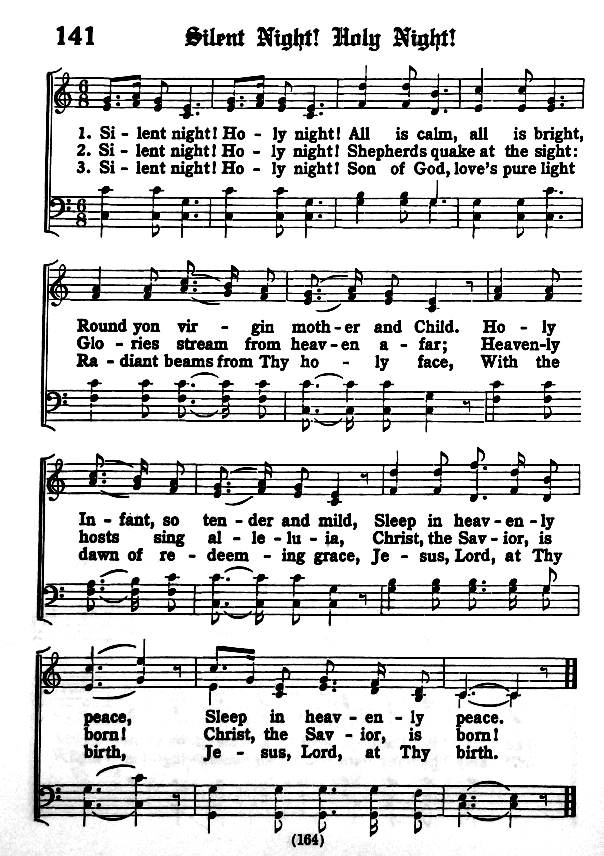 141 Silent Night! Holy Night!
1. Si - lent night! Ho - ly night! All is calm, all is bright,
2. Si - lent night! Ho - ly night! Shepherds quake at the sight:
3. Si - lent night! Ho - ly night! Son of God, love's pure light
Round yon vir - gin moth - er and Child. Ho - ly
Glo - ries stream from heav - en a - far; Heaven-ly
Ra - diant beams from Thy ho - ly face, With the
In - fant, so ten - der and mild, Sleep in heav - en - ly
hosts sing al - le - lu - ia, Christ, the Sav - ior, is
dawn of re - deem - ing grace, Je - sus, Lord, at Thy
peace, Sleep in heav - en - ly peace.
born! Christ, the Sav - ior, is born!
birth, Je - sus, Lord, at Thy birth.
(164)